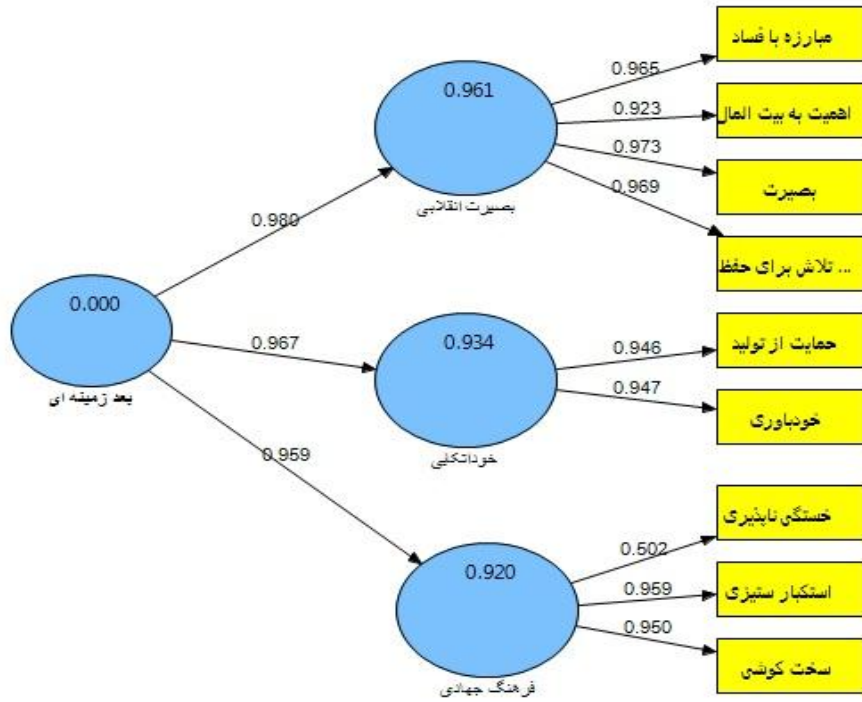 مبارزه با فساد
0.965
0.961
0.923
اهمیت به بیت المال
0.973
بصیرت
0.969
بصیرت انقلابی
0.980
تلاش برای حفظ ...
0.000
0.967
0.934
0.946
حمایت از تولید
0.947
خودباوری
بعد زمینه ای
خوداتکایی
0.959
خستگی ناپذیری
0.502
0.920
0.959
استکبار ستیزی
0.950
سخت کوشی
فرهنگ جهادی